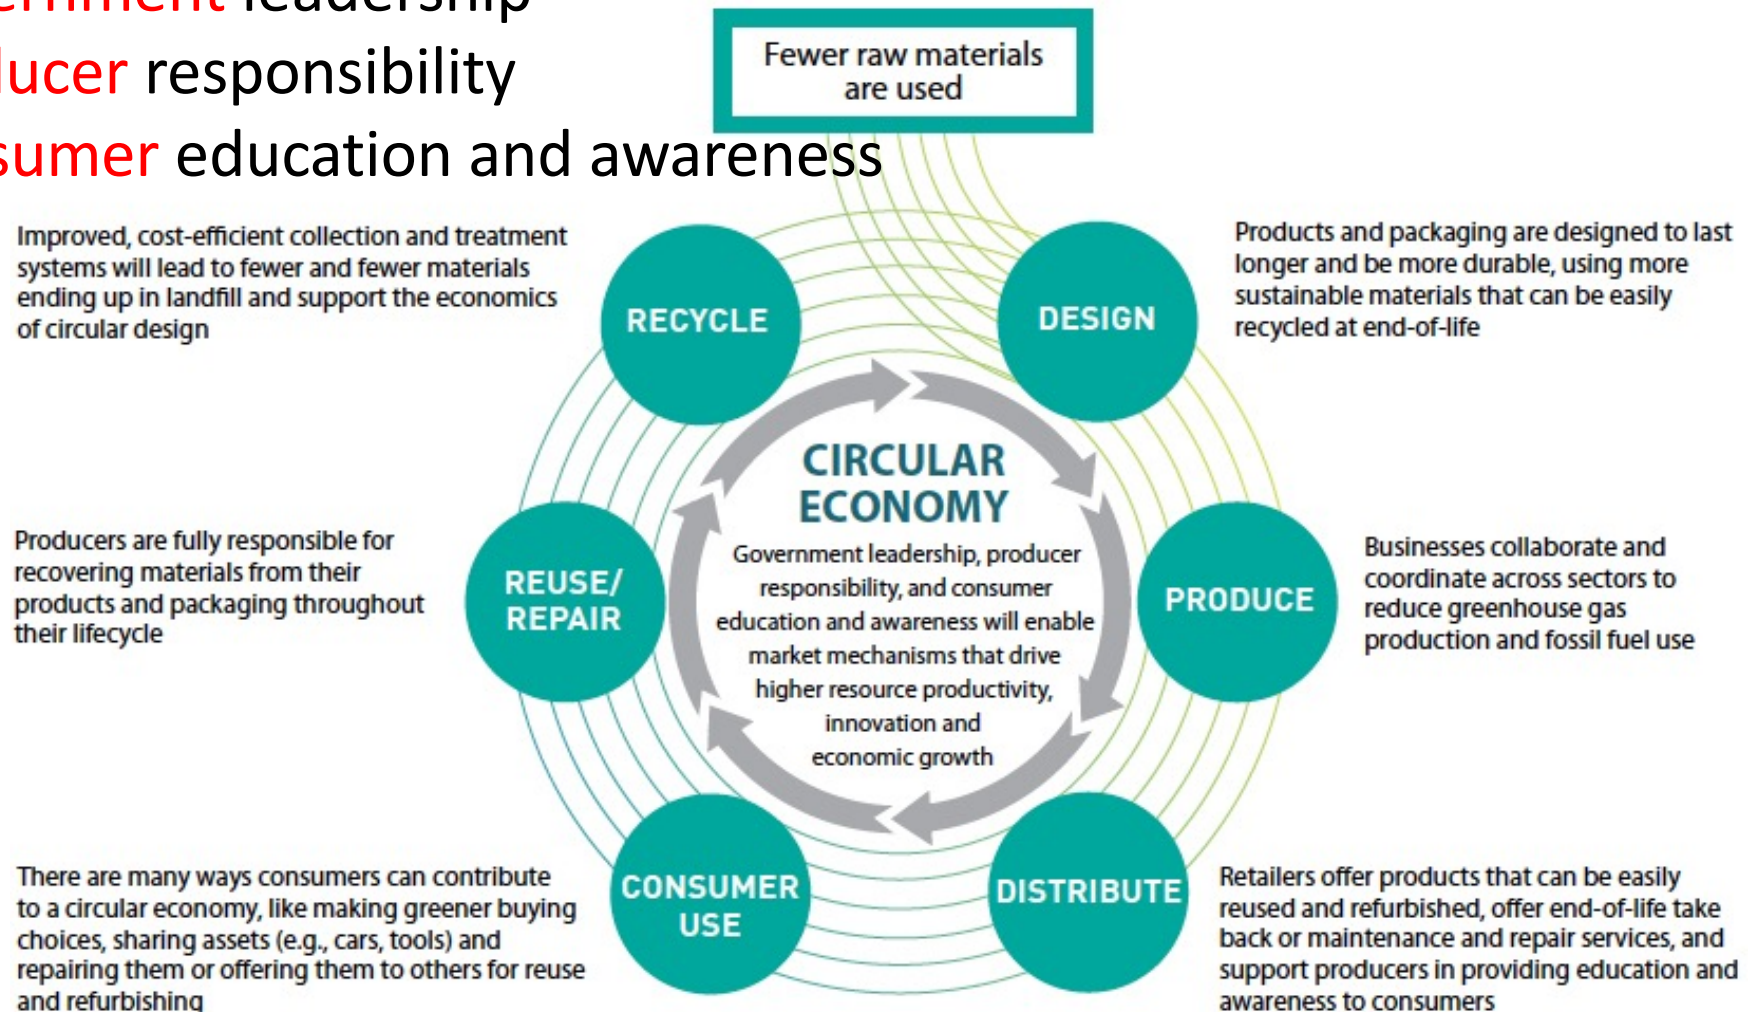 ernment leadership
ducer responsibility
sumer education and awareness
Fewer raw materials
are used
Improved, cost-efficient collection and treatment
systems will lead to fewer and fewer materials
ending up in landfill and support the economics
of circular design
RECYCLE
DESIGN
Products and packaging are designed to last
longer and be more durable, using more
sustainable materials that can be easily
recycled at end-of-life
Producers are fully responsible for
recovering materials from their
products and packaging throughout
their lifecycle
REUSE/
REPAIR
CIRCULAR
ECONOMY
Government leadership, producer
responsibility, and consumer
education and awareness will enable
market mechanisms that drive
higher resource productivity,
innovation and
economic growth
PRODUCE
Businesses collaborate and
coordinate across sectors to
reduce greenhouse gas
production and fossil fuel use
There are many ways consumers can contribute
to a circular economy, like making greener buying
choices, sharing assets (e.g., cars, tools) and
repairing them or offering them to others for reuse
and refurbishing
CONSUMER
USE
DISTRIBUTE
Retailers offer products that can be easily
reused and refurbished, offer end-of-life take
back or maintenance and repair services, and
support producers in providing education and
awareness to consumers